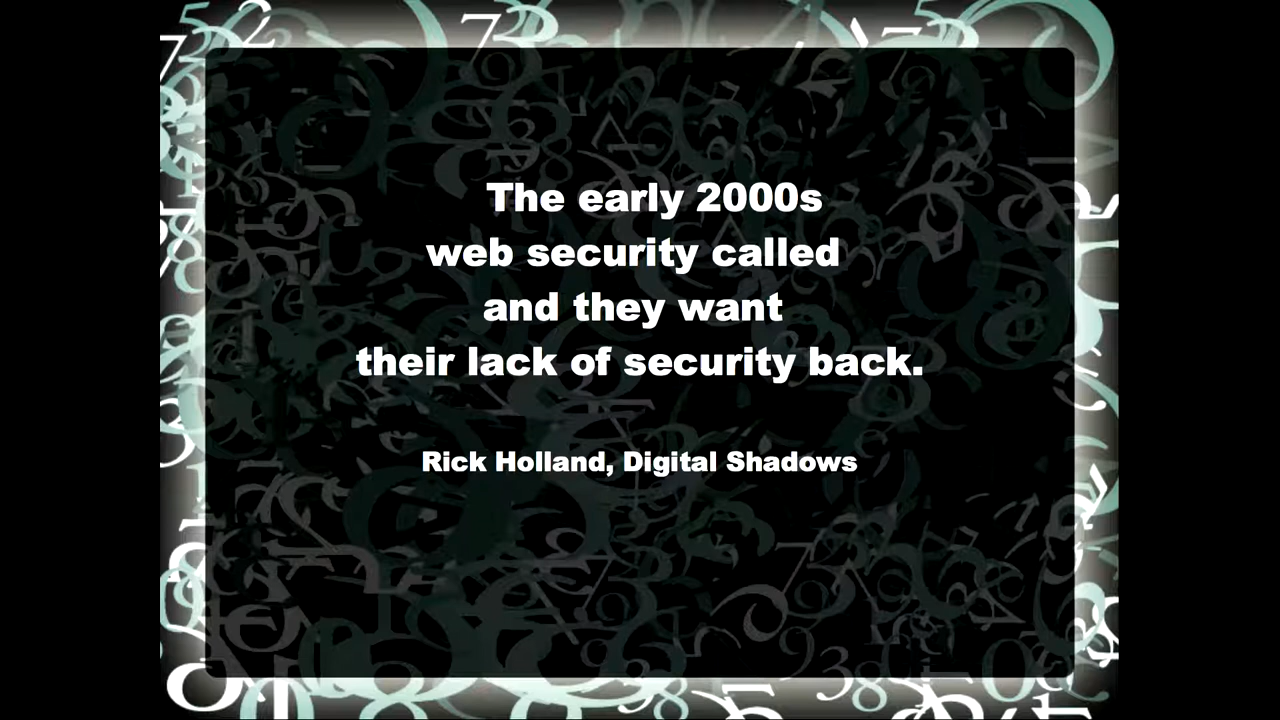 The early 2000s
web security called
and they want
their lack of security back.
Rick Holland, Digital Shadows